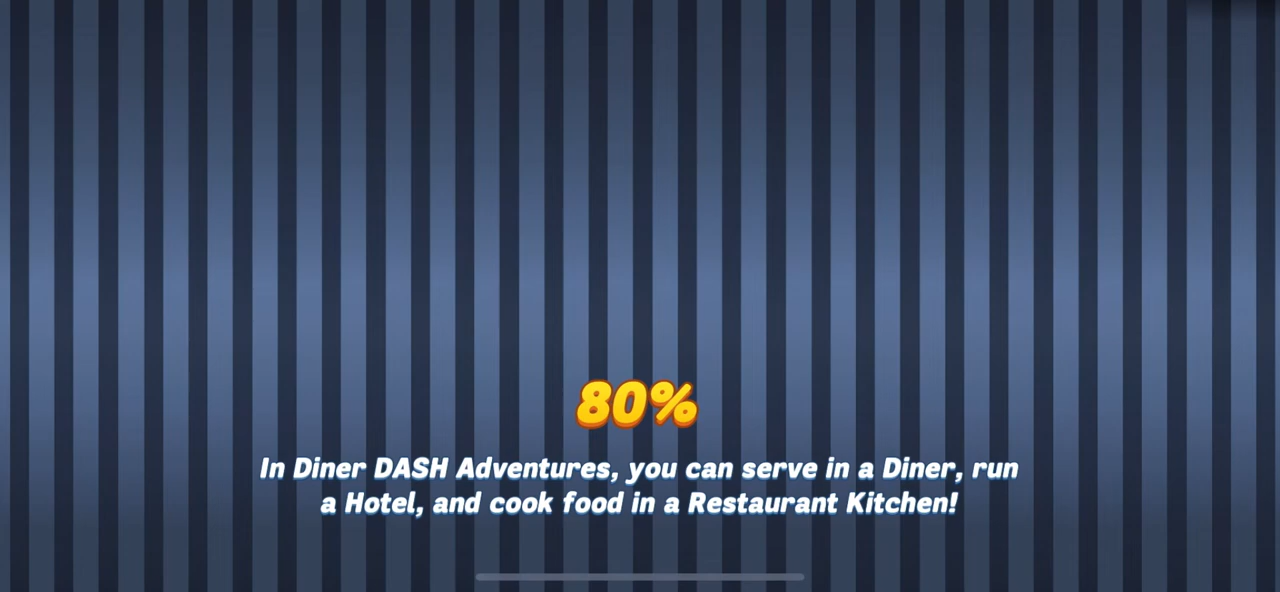 80%
In Diner DASH Adventures, you can serve in a Diner, run
a Hotel, and cook food in a Restaurant Kitchen!